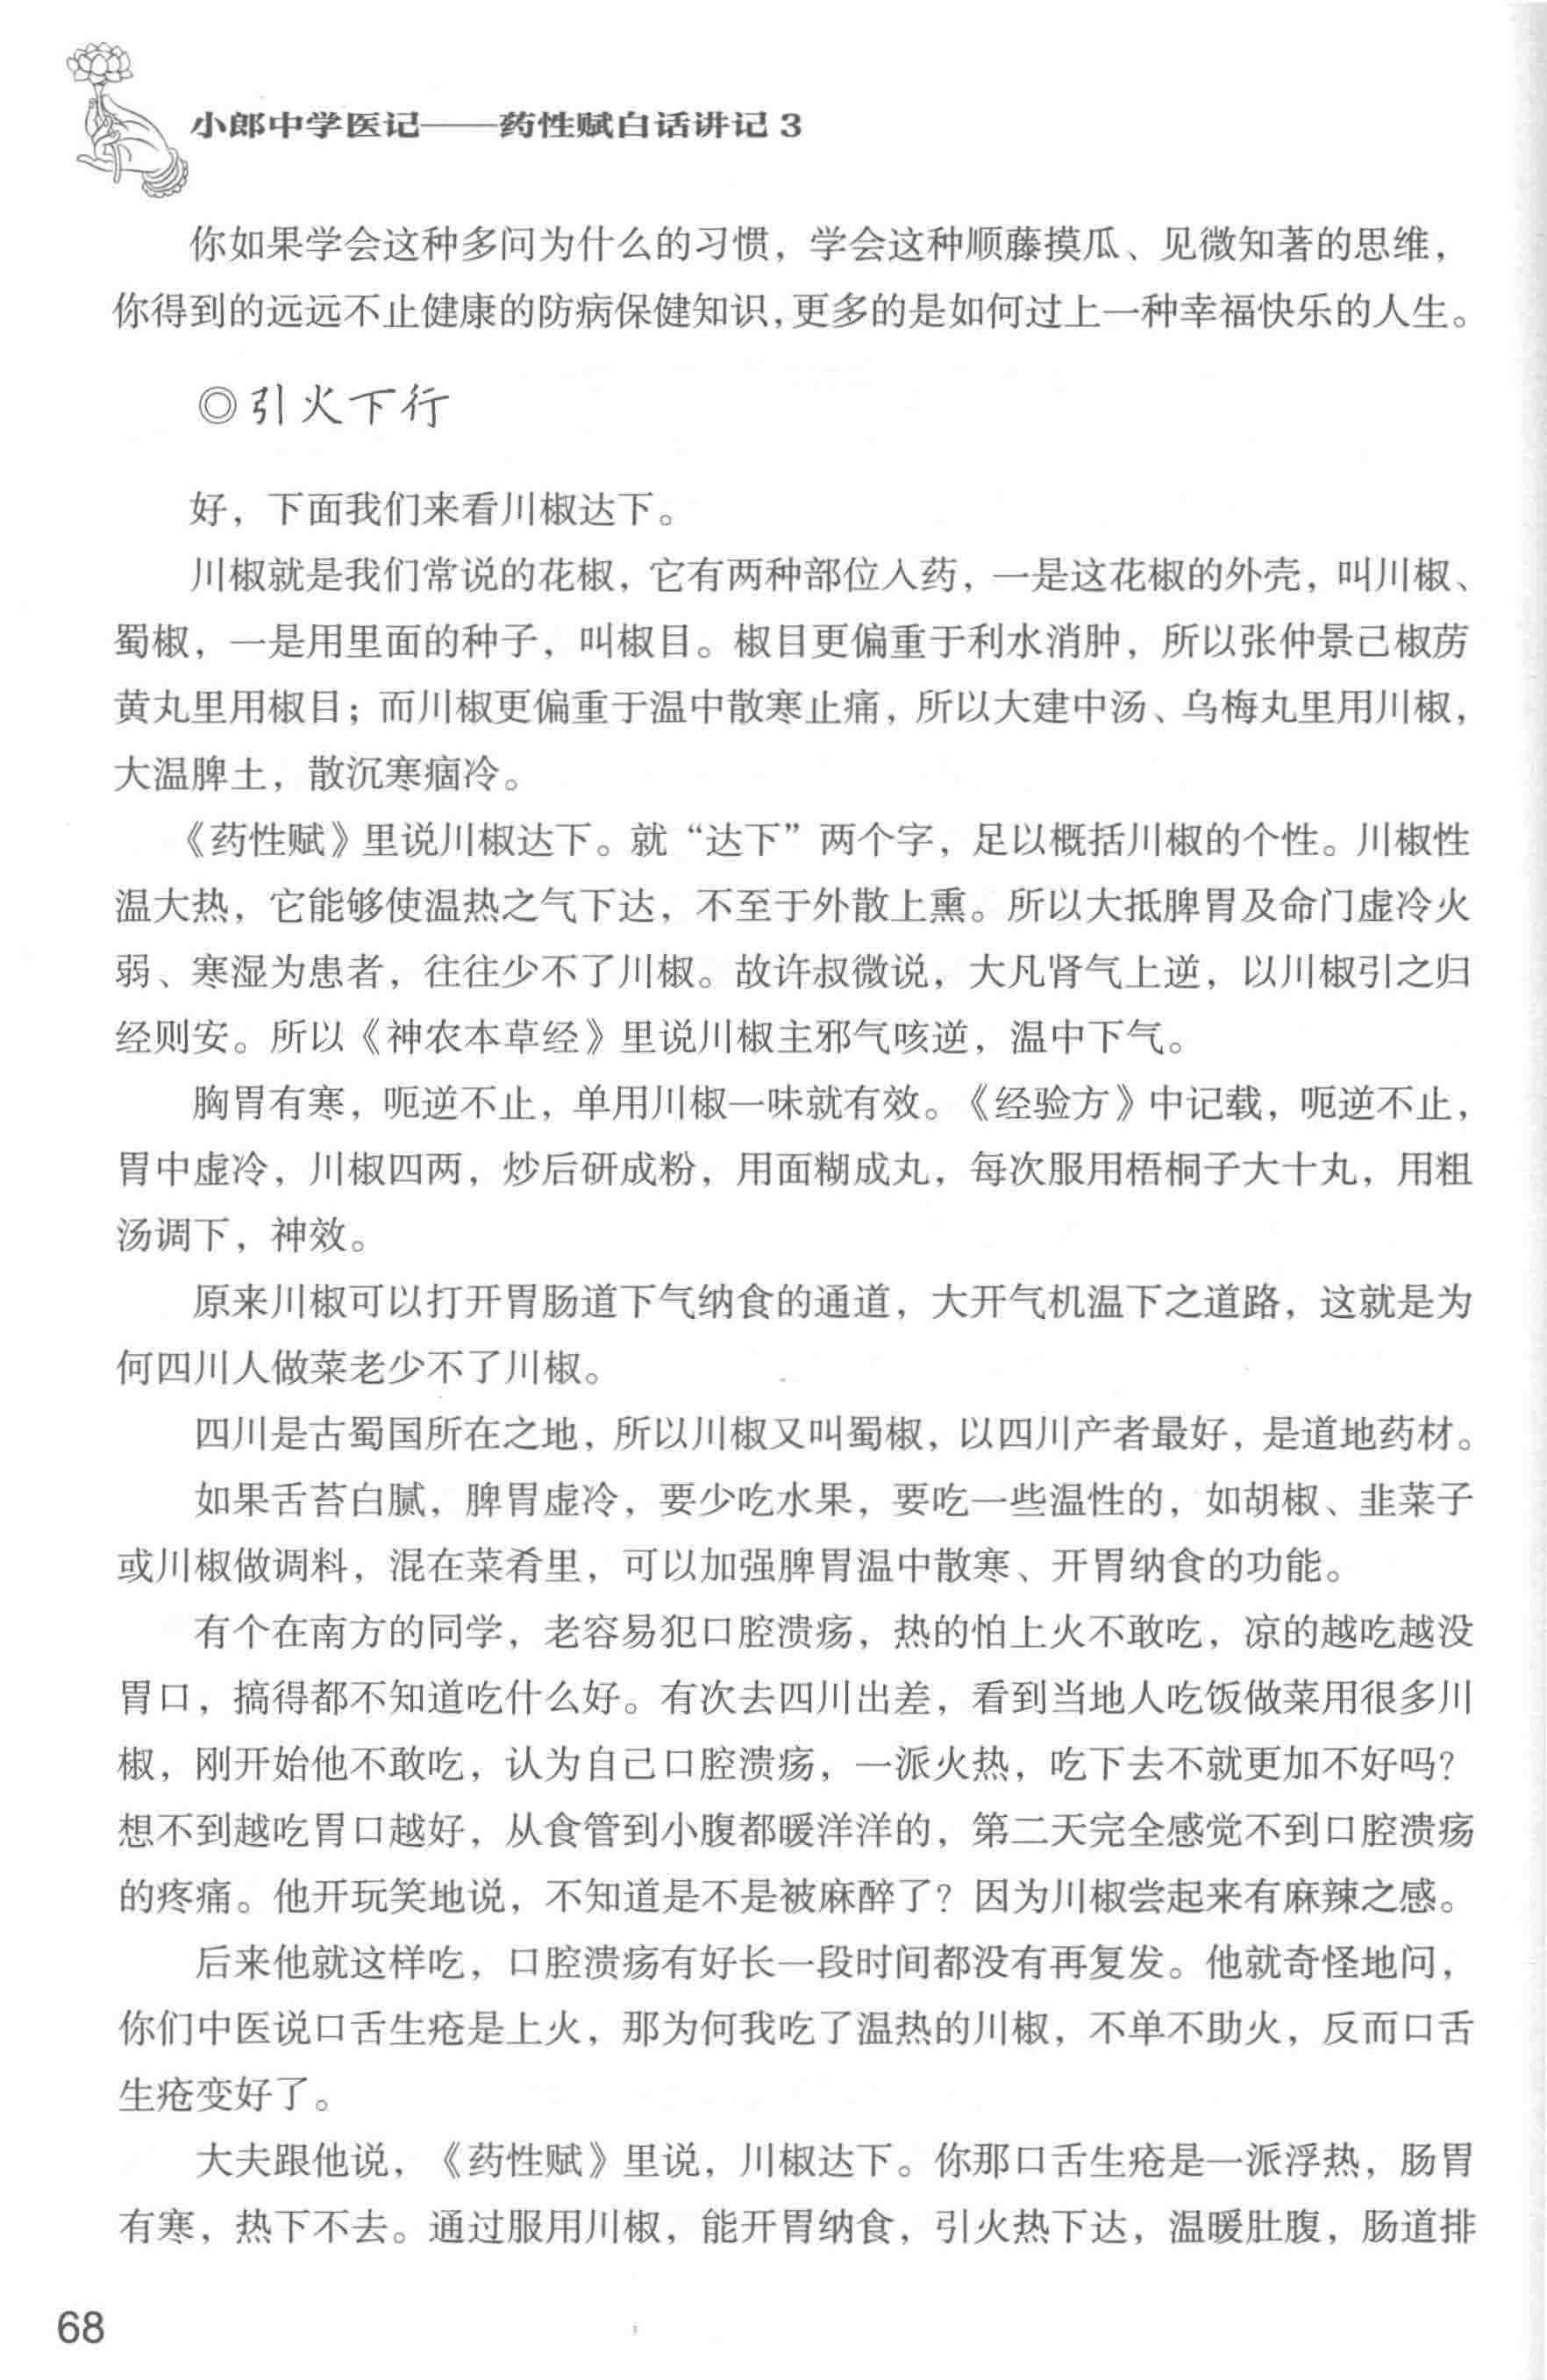 小郎中学医记——药性赋白话讲记 3
你如果学会这种多问为什么的习惯，学会这种顺藤摸瓜、见微知著的思维，
你得到的远远不止健康的防病保健知识，更多的是如何过上一种幸福快乐的人生。
◎引火下行
好，下面我们来看川椒达下。
川椒就是我们常说的花椒，它有两种部位入药，一是这花椒的外壳，叫川椒、
蜀椒，一是用里面的种子，叫椒目。椒目更偏重于利水消肿，所以张仲景己椒苈
黄丸里用椒目；而川椒更偏重于温中散寒止痛，所以大建中汤、乌梅丸里用川椒，
大温脾土，散沉寒痼冷。
《药性赋》里说川椒达下。就“达下”两个字，足以概括川椒的个性。川椒性
温大热，它能够使温热之气下达，不至于外散上熏。所以大抵脾胃及命门虚冷火
弱、寒湿为患者，往往少不了川椒。故许叔微说，大凡肾气上逆，以川椒引之归
经则安。所以《神农本草经》里说川椒主邪气咳逆，温中下气。
胸胃有寒，呃逆不止，单用川椒一味就有效。《经验方》中记载，呃逆不止，
胃中虚冷，川椒四两，炒后研成粉，用面糊成丸，每次服用梧桐子大十丸，用粗
汤调下，神效。
原来川椒可以打开胃肠道下气纳食的通道，大开气机温下之道路，这就是为
何四川人做菜老少不了川椒。
四川是古蜀国所在之地，所以川椒又叫蜀椒，以四川产者最好，是道地药材。
如果舌苔白腻，脾胃虚冷，要少吃水果，要吃一些温性的，如胡椒、韭菜子
或川椒做调料，混在菜肴里，可以加强脾胃温中散寒、开胃纳食的功能。
有个在南方的同学，老容易犯口腔溃疡，热的怕上火不敢吃，凉的越吃越没
胃口，搞得都不知道吃什么好。有次去四川出差，看到当地人吃饭做菜用很多川
椒，刚开始他不敢吃，认为自己口腔溃疡，一派火热，吃下去不就更加不好吗？
想不到越吃胃口越好，从食管到小腹都暖洋洋的，第二天完全感觉不到口腔溃疡
的疼痛。他开玩笑地说，不知道是不是被麻醉了？因为川椒尝起来有麻辣之感。
后来他就这样吃，口腔溃疡有好长一段时间都没有再复发。他就奇怪地问，
你们中医说口舌生疮是上火，那为何我吃了温热的川椒，不单不助火，反而口舌
生疮变好了。
大夫跟他说，《药性赋》里说，川椒达下。你那口舌生疮是一派浮热，肠胃
有寒，热下不去。通过服用川椒，能开胃纳食，引火热下达，温暖肚腹，肠道排
68